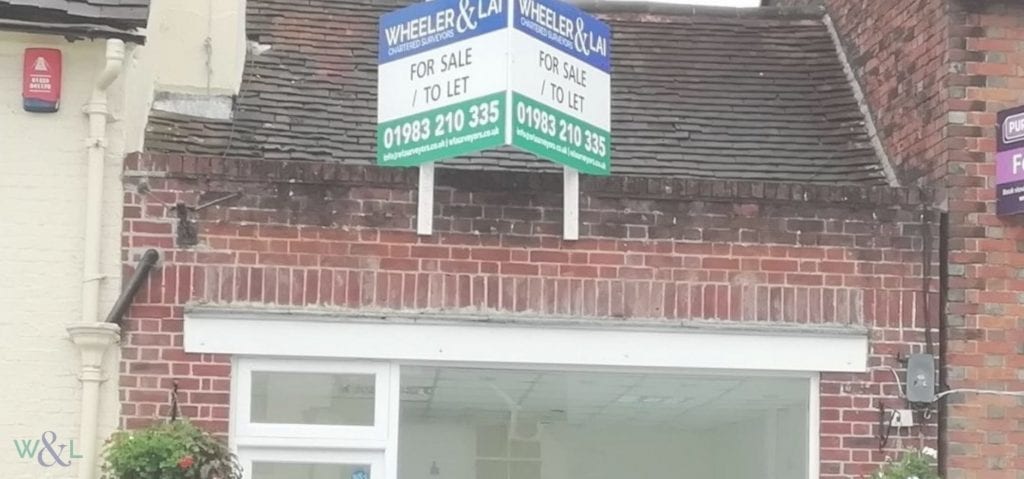 WHEELER & LAI
CHARTERED SURVEYORS
FOR SALE
/ TO LET
01983 210 335
WHEELER & LAI
CHARTERED SURVEYORS
FOR SALE
/ TO LET
01983 210 335
W&L